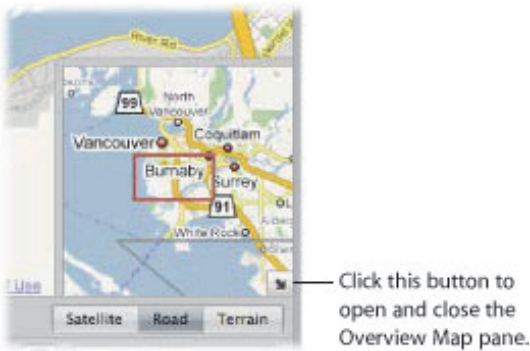 River Rd
99
North
Vancouver
Vancouver
Coquitlam
Burnaby
Surrey
91
White Rock
Use
Satellite Road Terrain
Click this button to
open and close the
Overview Map pane.